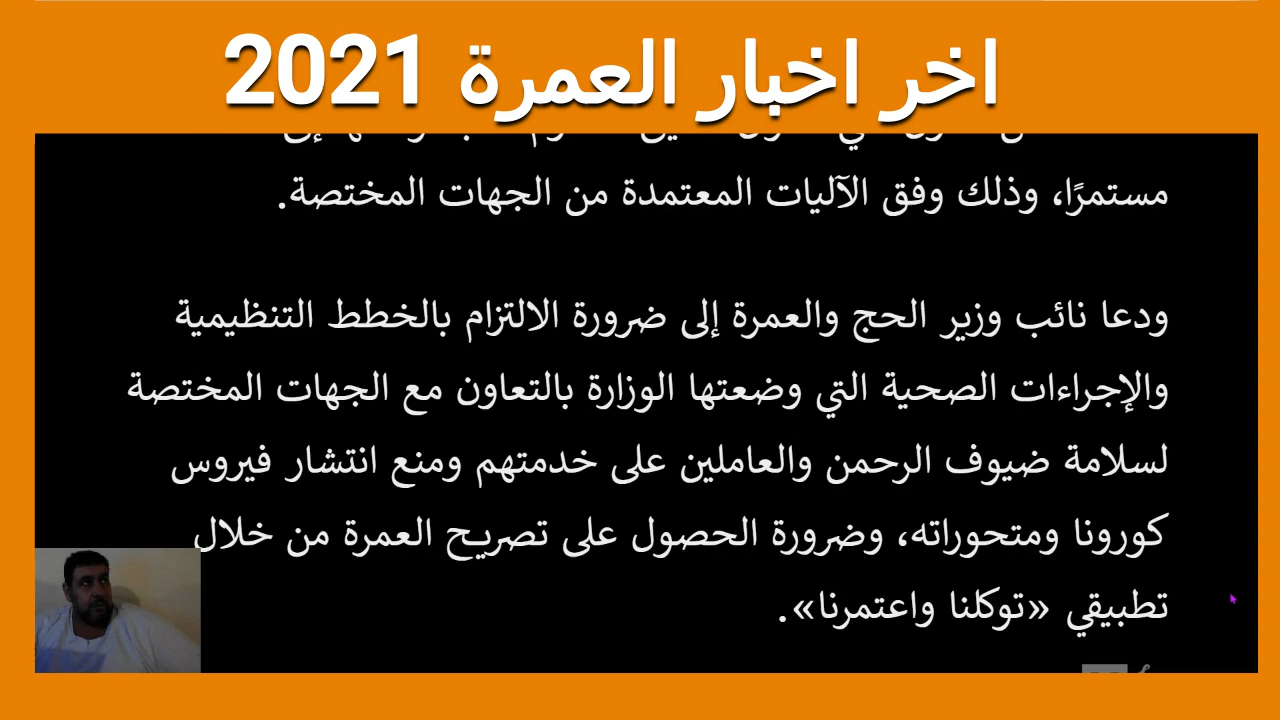 اخر اخبار العمرة 2021
مستمرًا، وذلك وفق الآليات المعتمدة من الجهات المختصة.
ودعا نائب وزير الحج والعمرة إلى ضرورة الالتزام بالخطط التنظيمية
والإجراءات الصحية التي وضعتها الوزارة بالتعاون مع الجهات المختصة
لسلامة ضيوف الرحمن والعاملين على خدمتهم ومنع انتشار فيروس
كورونا ومتحوراته، وضرورة الحصول على تصريح العمرة من خلال
تطبيقي «توكلنا واعتمرنا».